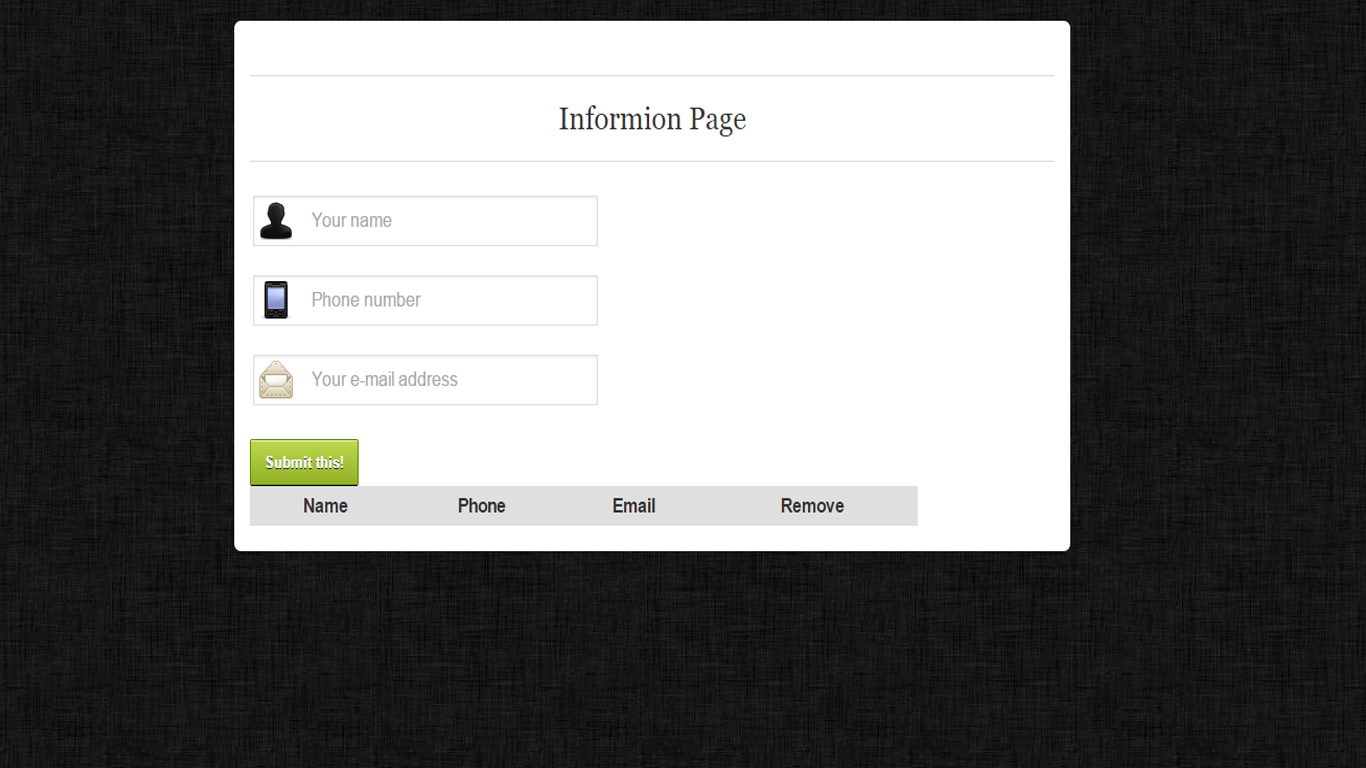 Informion Page
Your name
Phone number
Your e-mail address
Submit this!
Name Phone Email Remove